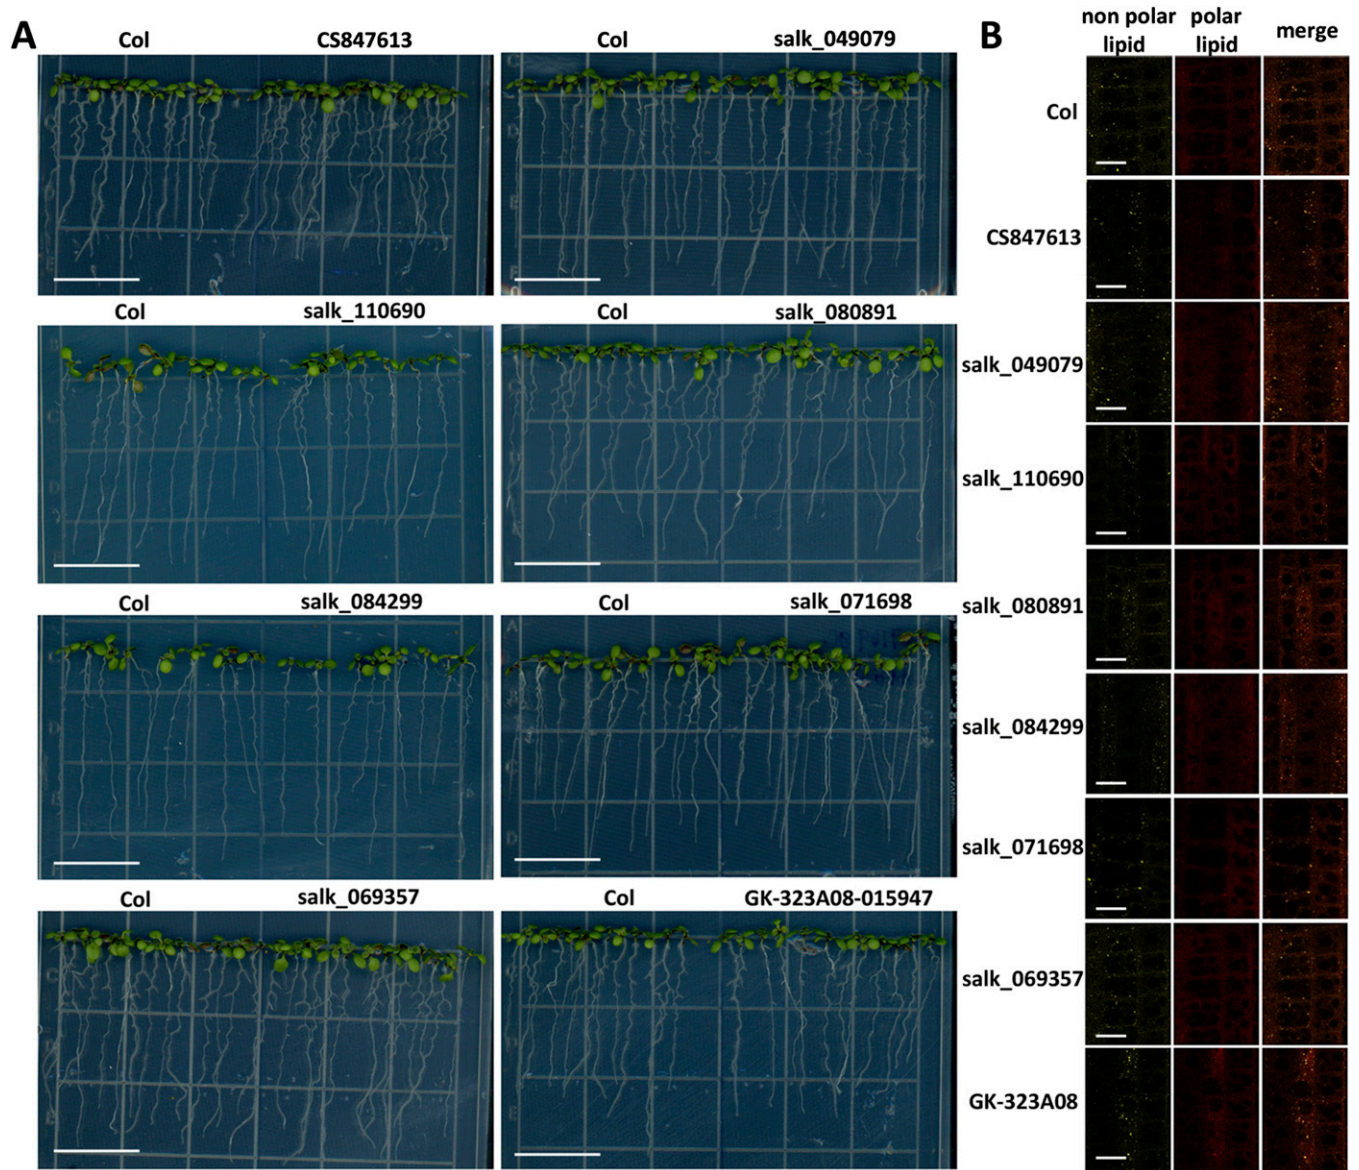 A
Col CS847613
Col salk_049079
Col salk_110690
Col salk_080891
Col salk_084299
Col salk_071698
Col salk_069357
Col GK-323A08-015947
B
non polar lipid
polar lipid
merge
Col
CS847613
salk_049079
salk_110690
salk_080891
salk_084299
salk_071698
salk_069357
GK-323A08